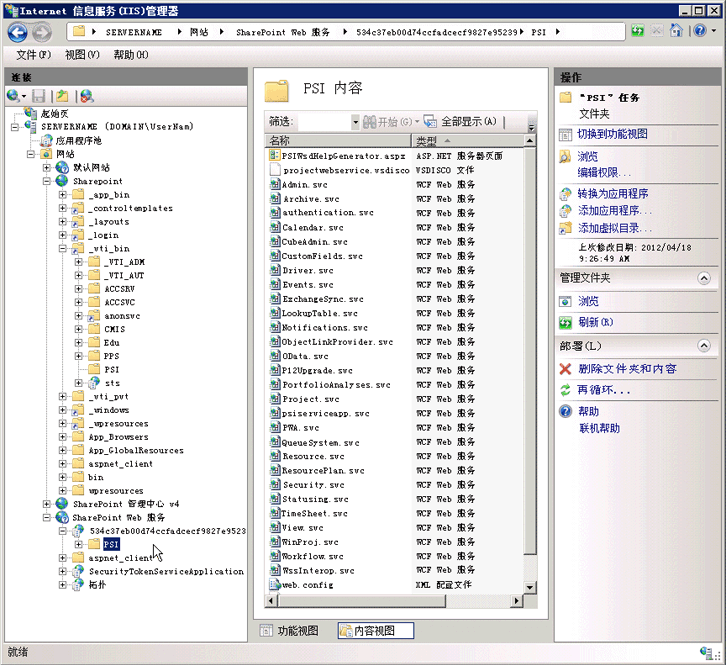 Internet 信息服务(IIS)管理器
SERVERNAME ▸ 网站 ▸ SharePoint Web 服务 ▸ 534c37eb00d74ccfadcecf9827e95239 ▸ PSI ▸
文件(F) 视图(V) 帮助(H)
连接
起始页
SERVERNAME (DOMAIN\UserNam)
应用程序池
网站
默认网站
Sharepoint
_app_bin
_controltemplates
_layouts
_login
_vti_bin
_VTI_ADM
_VTI_AUT
ACCSRV
ACCSVC
anonsvc
CMIS
Edu
PPS
PSI
sts
_vti_pvt
_windows
_wpresources
App_Browsers
App_GlobalResources
aspnet_client
bin
wpresources
SharePoint 管理中心 v4
SharePoint Web 服务
534c37eb00d74ccfadcecf9827e9523
PSI
aspnet_client
SecurityTokenServiceApplication
拓扑
PSI 内容
筛选: 开始(G) 全部显示(A)
名称 类型
PSIWsdHelpGenerator.aspx ASP.NET 服务器页面
projectwebservice.wsdisco WSDISCO 文件
Admin.svc WCF Web 服务
Archive.svc WCF Web 服务
authentication.svc WCF Web 服务
Calendar.svc WCF Web 服务
CubeAdmin.svc WCF Web 服务
CustomFields.svc WCF Web 服务
Driver.svc WCF Web 服务
Events.svc WCF Web 服务
ExchangeSync.svc WCF Web 服务
LookupTable.svc WCF Web 服务
Notifications.svc WCF Web 服务
ObjectLinkProvider.svc WCF Web 服务
OData.svc WCF Web 服务
P12Upgrade.svc WCF Web 服务
PortfolioAnalyses.svc WCF Web 服务
Project.svc WCF Web 服务
psiserviceapp.svc WCF Web 服务
PWA.svc WCF Web 服务
QueueSystem.svc WCF Web 服务
Resource.svc WCF Web 服务
ResourcePlan.svc WCF Web 服务
Security.svc WCF Web 服务
Statusing.svc WCF Web 服务
TimeSheet.svc WCF Web 服务
View.svc WCF Web 服务
WinProj.svc WCF Web 服务
Workflow.svc WCF Web 服务
WssInterop.svc WCF Web 服务
web.config XML 配置文件
功能视图 内容视图
操作
“PSI”任务
文件夹
切换到功能视图
浏览
编辑权限...
转换为应用程序
添加应用程序...
添加虚拟目录...
上次修改日期: 2012/04/18
9:26:49 AM
管理文件夹
浏览
刷新(R)
部署(L)
删除文件夹和内容
再循环...
帮助
联机帮助
就绪